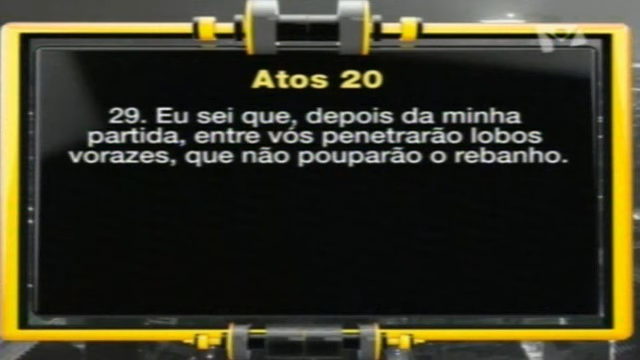 Atos 20
29. Eu sei que, depois da minha
partida, entre vós penetrarão lobos
vorazes, que não pouparão o rebanho.